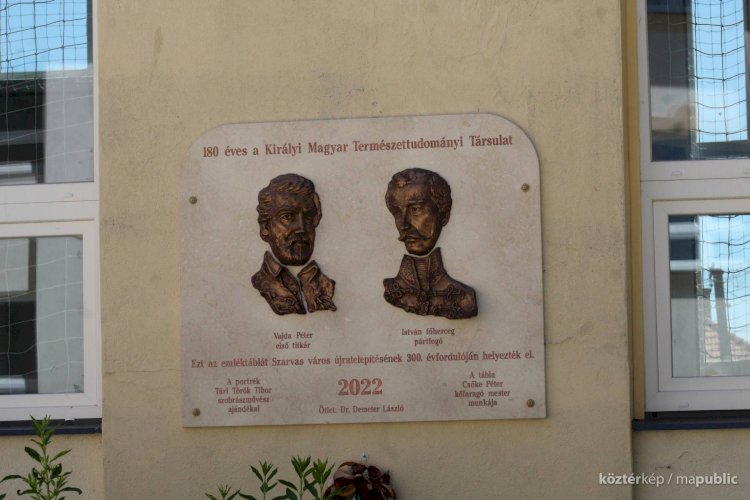 180 éves a Királyi Magyar Természettudományi Társulat
Vajda Péter
első titkár
István főherceg
pártfogó
Ezt az emléktáblát Szarvas város újratelepítésének 300. évfordulóján helyezték el.
A portrék
Túri Török Tibor
szobrászművész
ajándékai
2022
Ötlet: Dr. Demeter László
A tábla
Csőke Péter
kőfaragó mester
munkája
köztérkép / mapublic